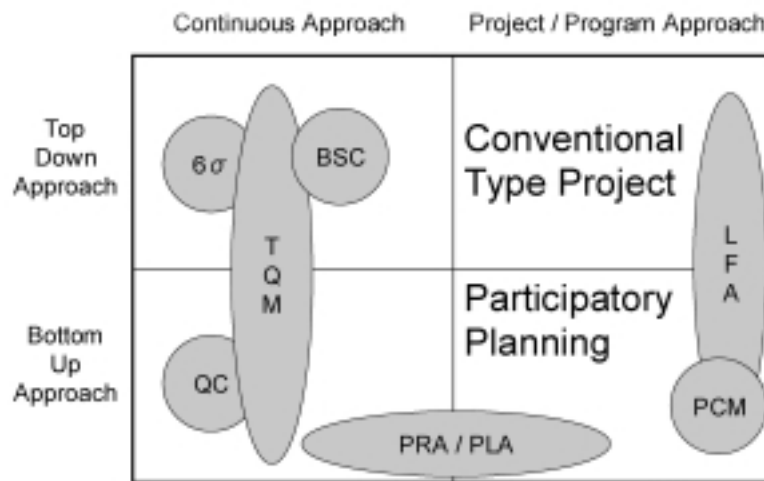 Continuous Approach
Project / Program Approach
Top
Down
Approach
6σ
BSC
Conventional
Type Project
T
Q
M
L
F
A
Bottom
Up
Approach
QC
Participatory
Planning
PCM
PRA / PLA